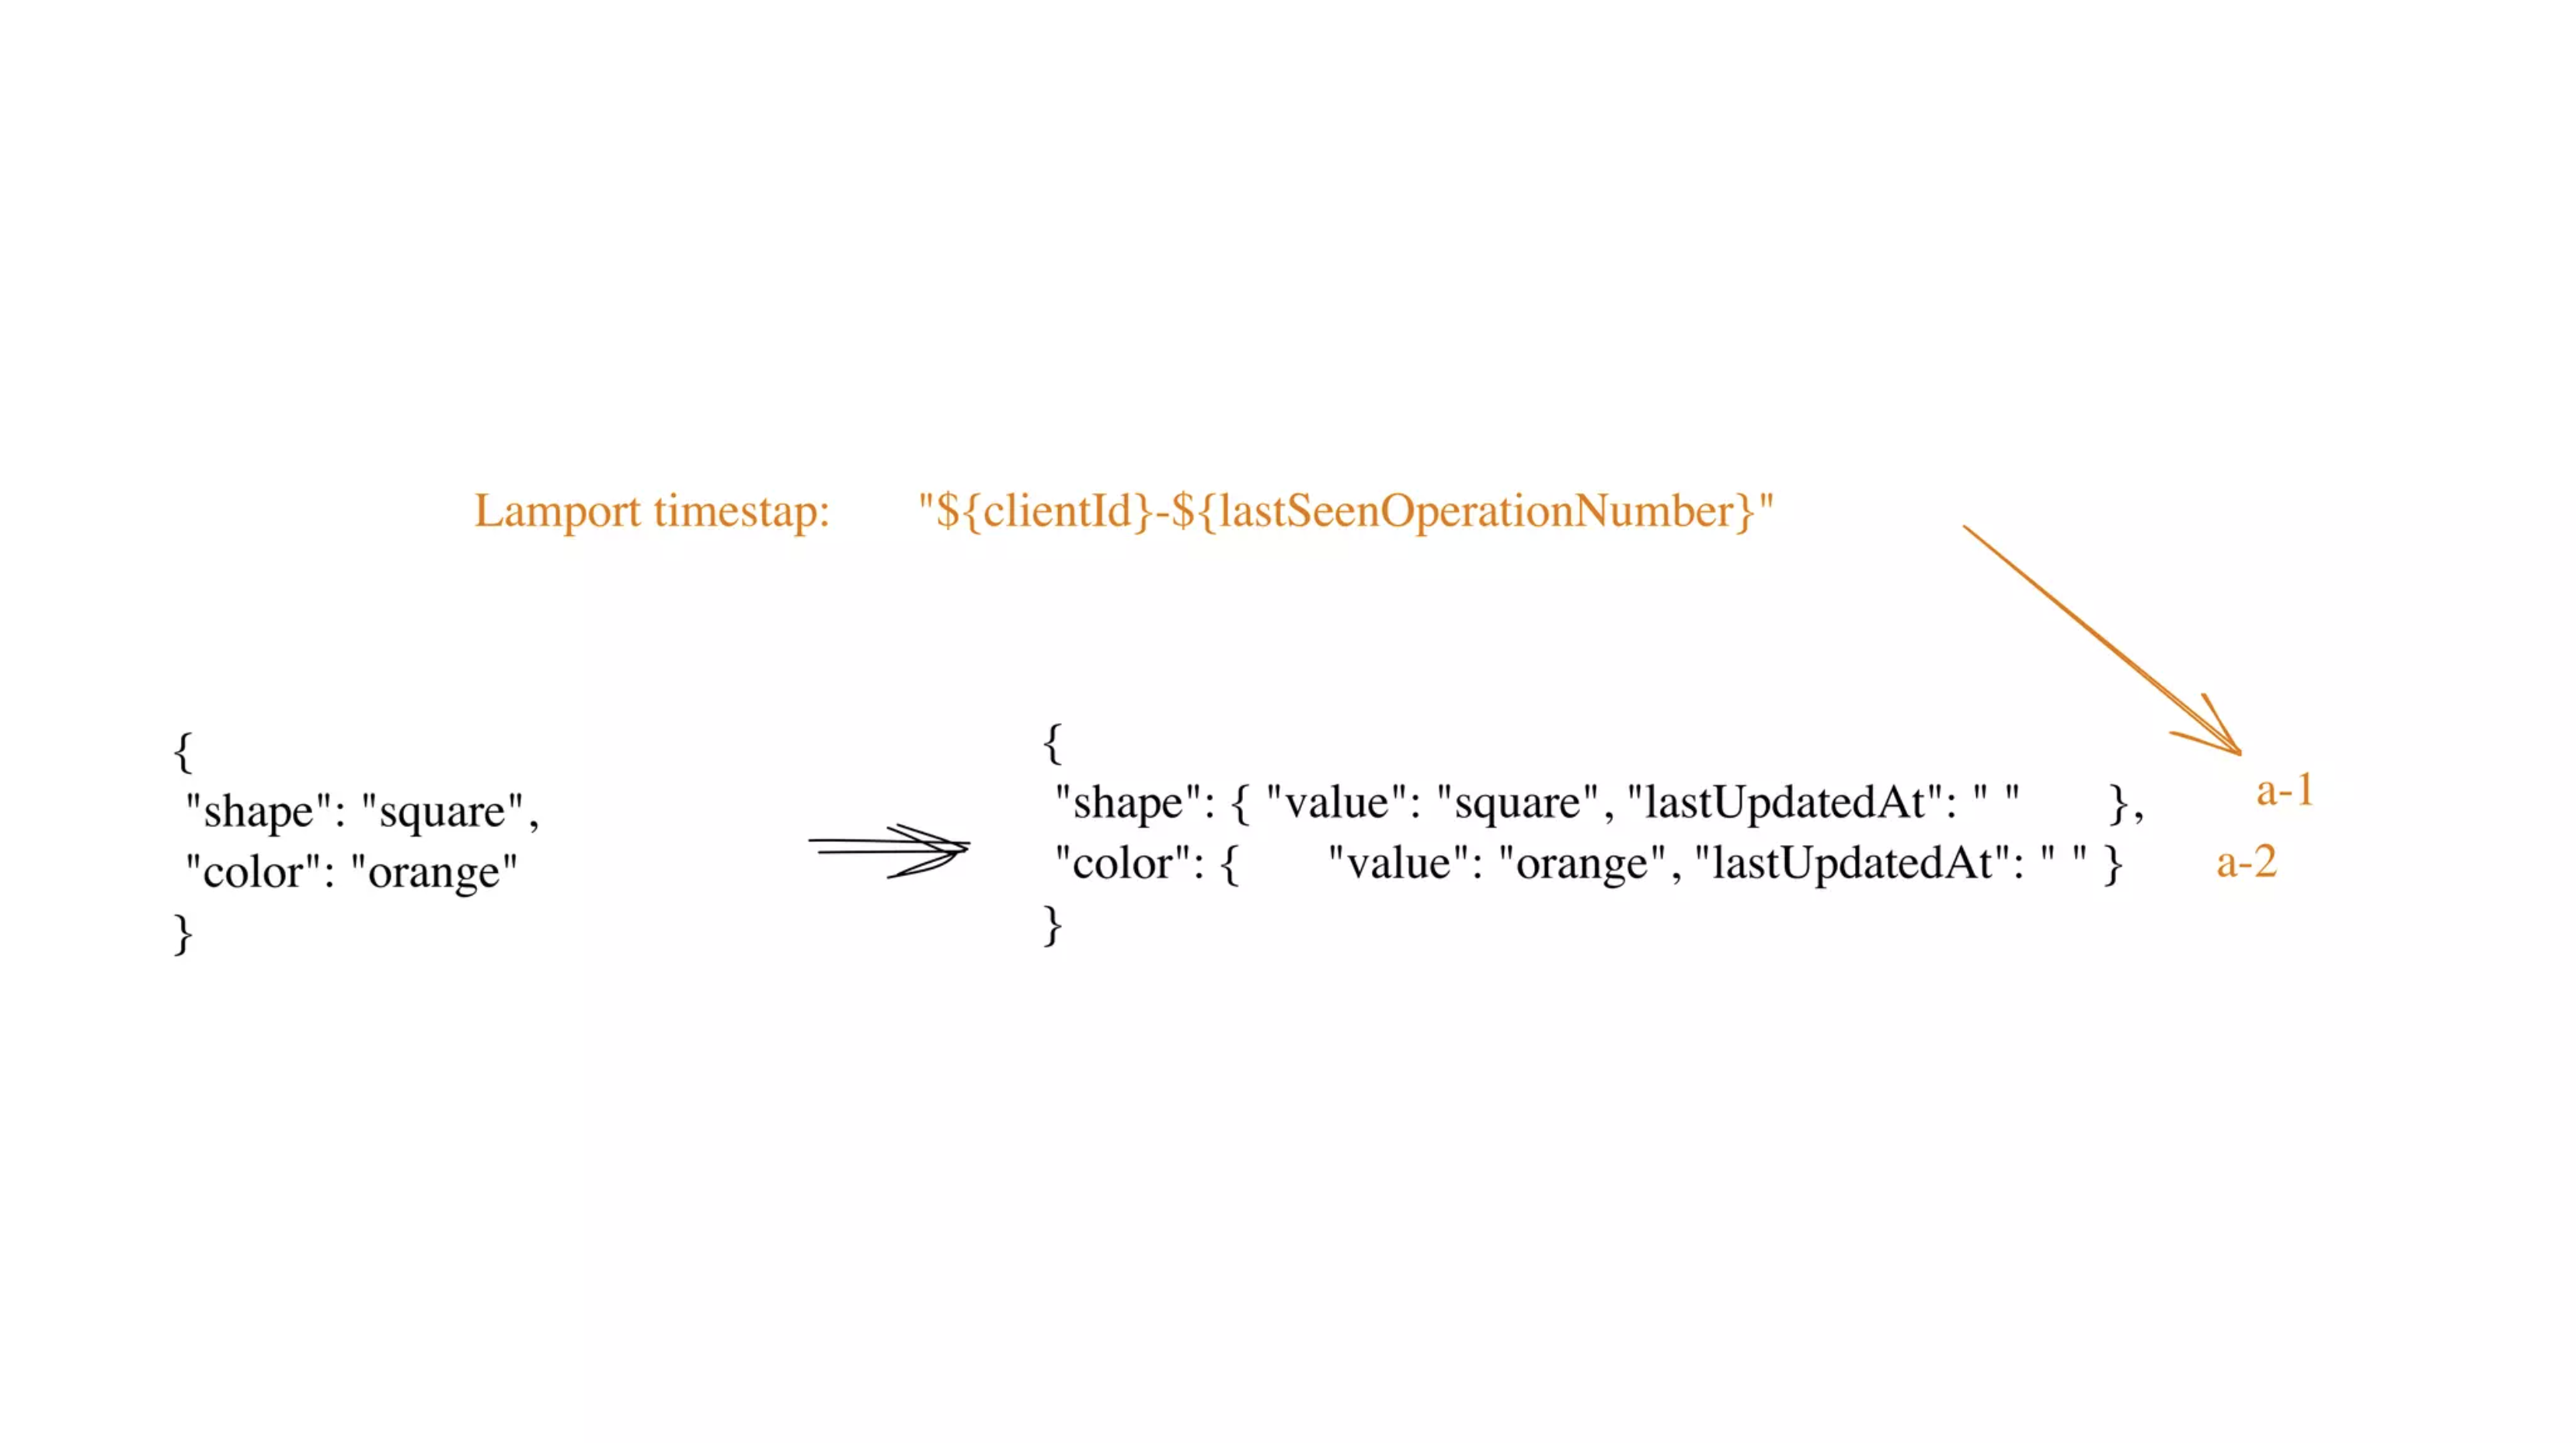 Lamport timestap: "${clientId}-${lastSeenOperationNumber}"
{
"shape": "square",
"color": "orange"
}
{
"shape": { "value": "square", "lastUpdatedAt": " " }, a-1
"color": { "value": "orange", "lastUpdatedAt": " " } a-2
}